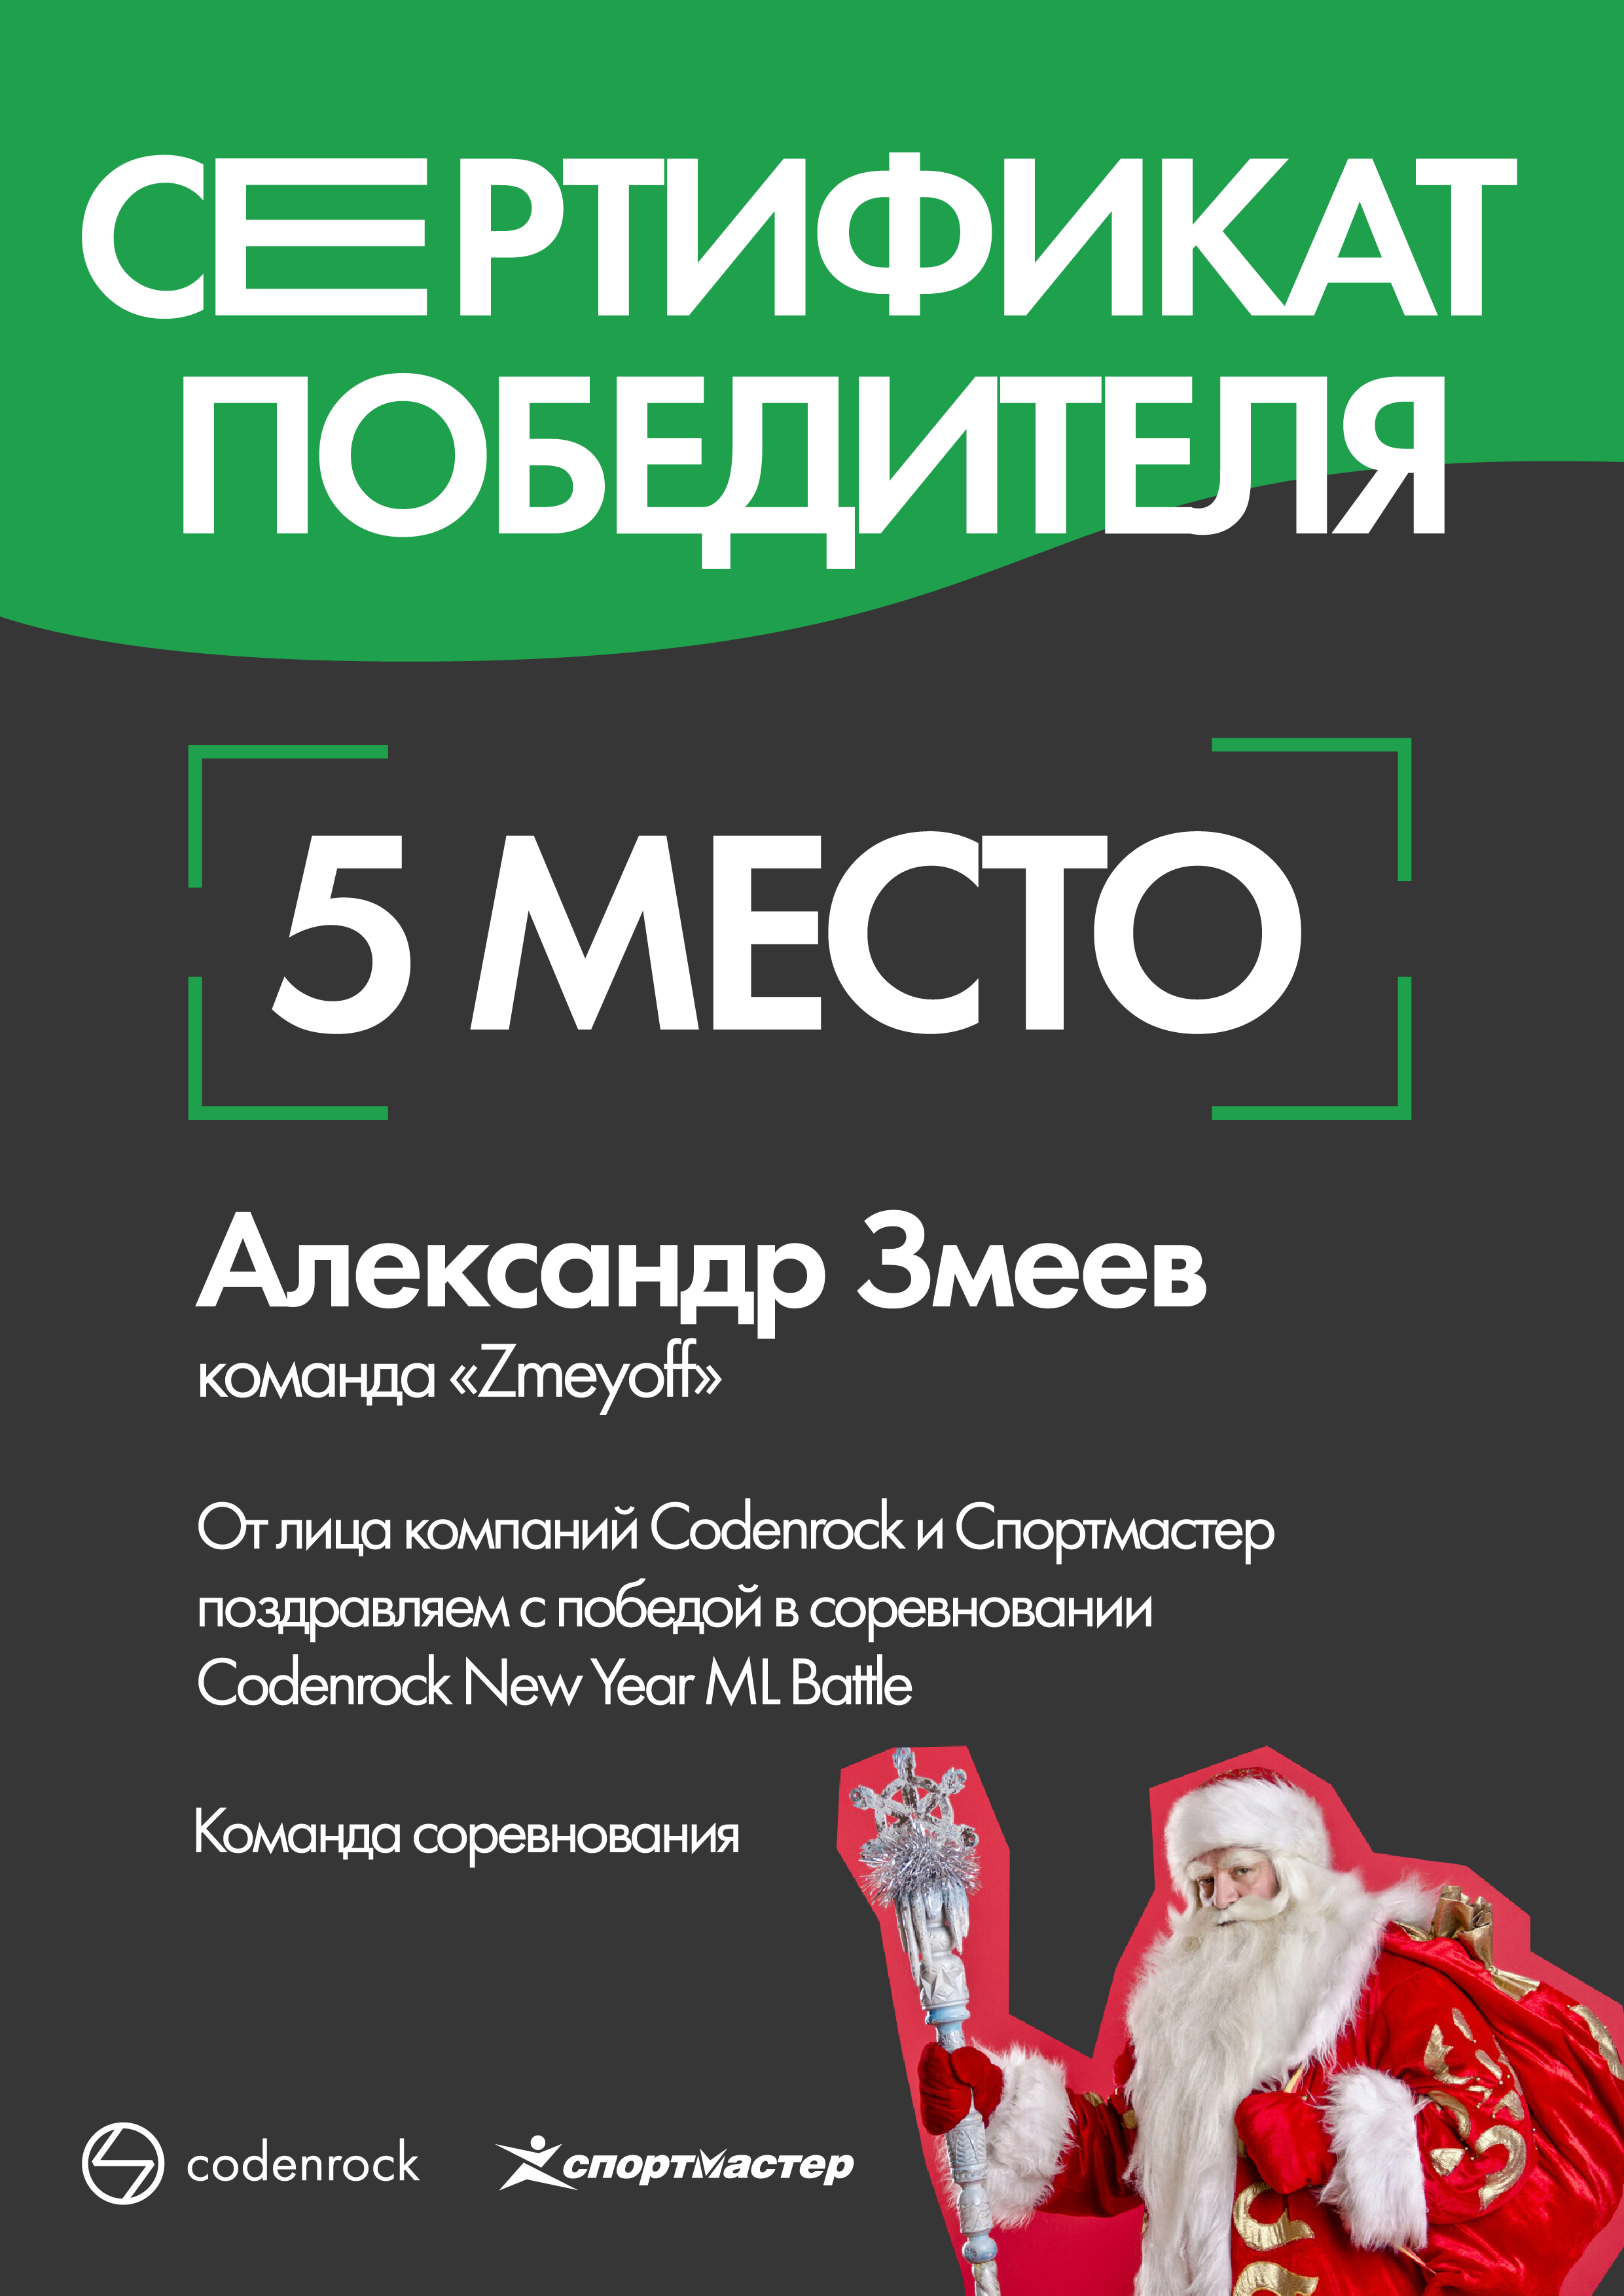 СЕРТИФИКАТ
ПОБЕДИТЕЛЯ
5 МЕСТО
Александр Змеев
команда «Zmeyoff»
От лица компаний Codenrock и Спортмастер
поздравляем с победой в соревновании
Codenrock New Year ML Battle
Команда соревнования
codenrock спортмастер